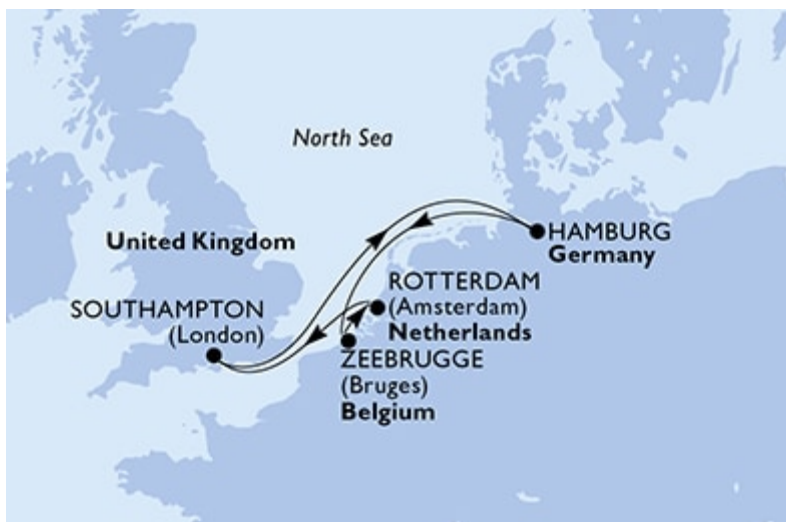 North Sea
United Kingdom
HAMBURG
Germany
SOUTHAMPTON
(London)
ROTTERDAM
(Amsterdam)
Netherlands
ZEEBRUGGE
(Bruges)
Belgium